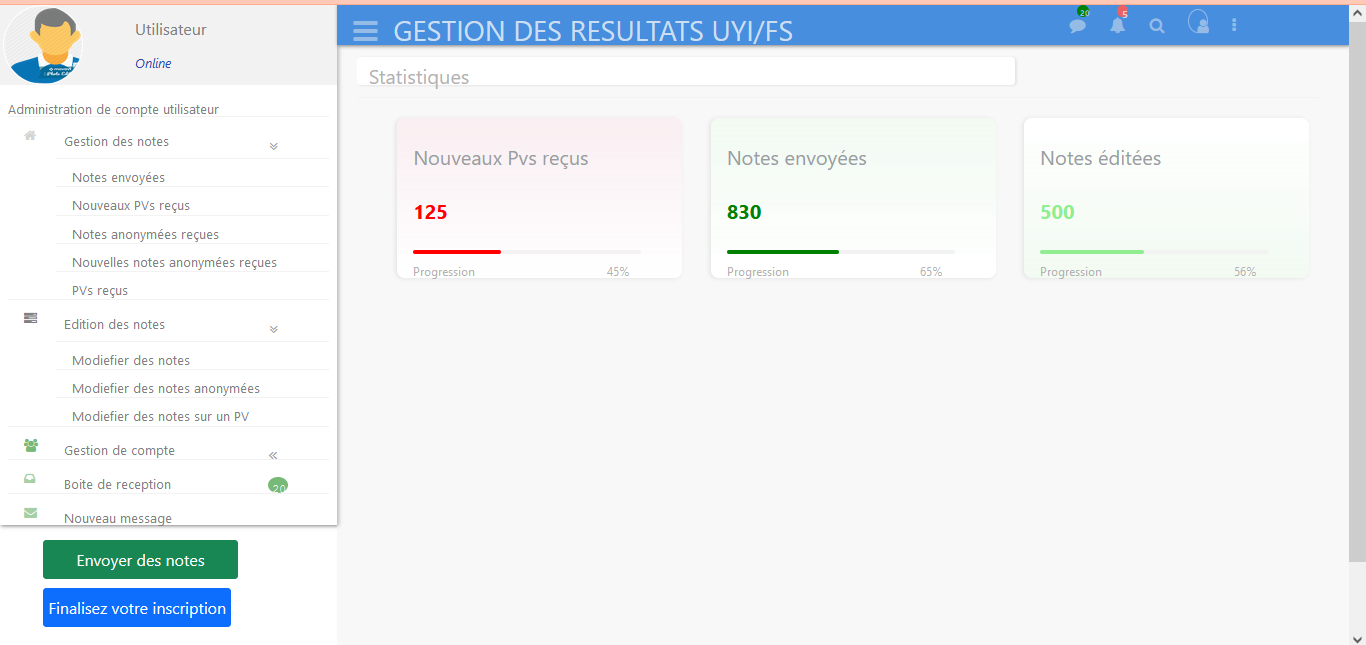 Utilisateur
Online
GESTION DES RESULTATS UYI/FS
20
5
Administration de compte utilisateur
Gestion des notes
Notes envoyées
Nouveaux PVs reçus
Notes anonymées reçues
Nouvelles notes anonymées reçues
PVs reçus
Edition des notes
Modiefier des notes
Modiefier des notes anonymées
Modiefier des notes sur un PV
Gestion de compte
Boite de reception
20
Nouveau message
Envoyer des notes
Finalisez votre inscription
Statistiques
Nouveaux Pvs reçus
125
Progression 45%
Notes envoyées
830
Progression 65%
Notes éditées
500
Progression 56%